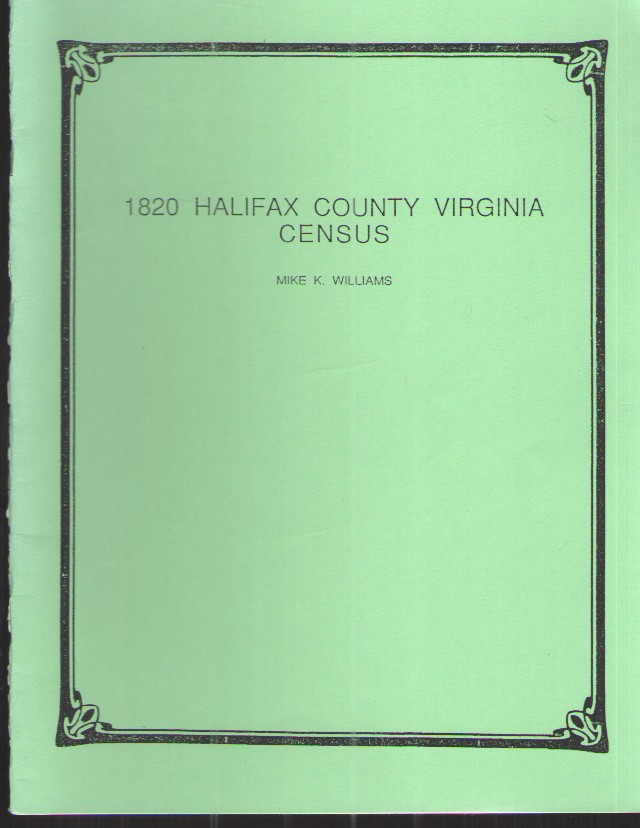 1820 HALIFAX COUNTY VIRGINIA
CENSUS
MIKE K. WILLIAMS